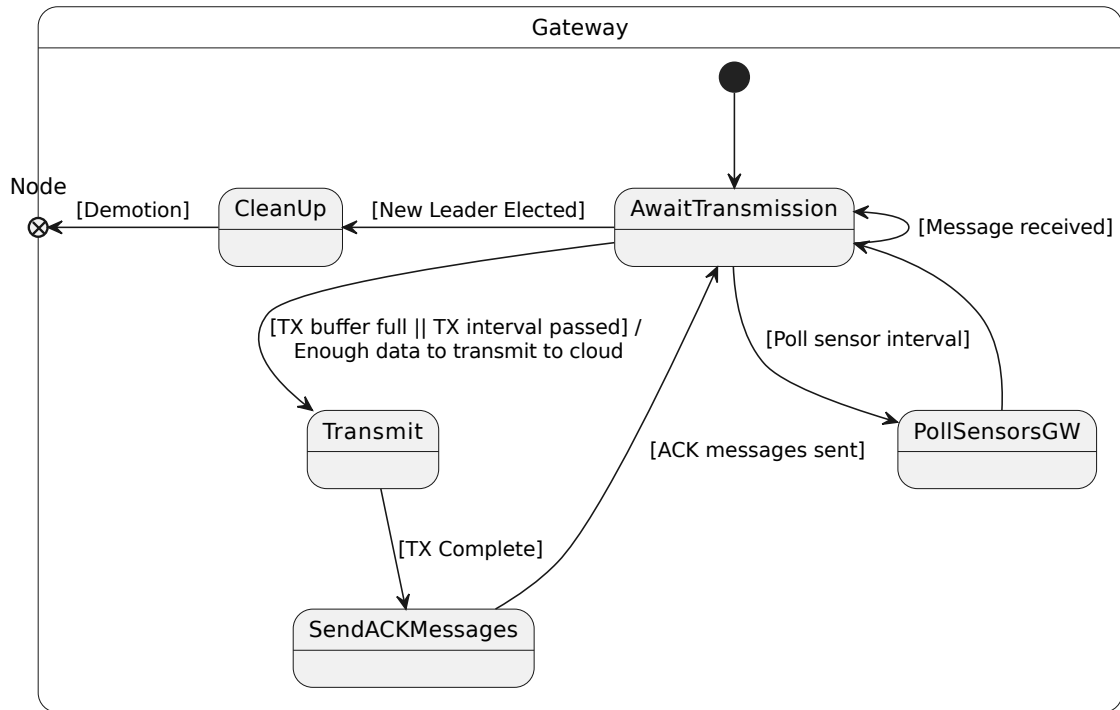 Gateway
Node
[Demotion]
CleanUp
[New Leader Elected]
AwaitTransmission
[Message received]
[TX buffer full || TX interval passed] /
Enough data to transmit to cloud
[Poll sensor interval]
Transmit
PollSensorsGW
[ACK messages sent]
[TX Complete]
SendACKMessages